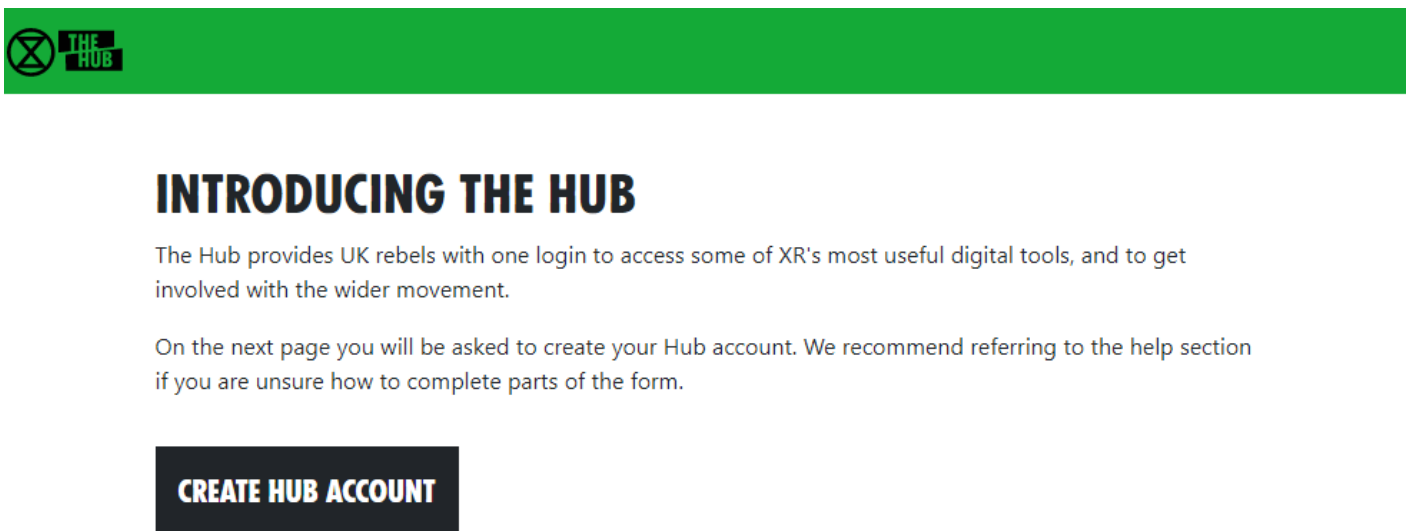 THE
HUB
INTRODUCING THE HUB
The Hub provides UK rebels with one login to access some of XR's most useful digital tools, and to get
involved with the wider movement.
On the next page you will be asked to create your Hub account. We recommend referring to the help section
if you are unsure how to complete parts of the form.
CREATE HUB ACCOUNT